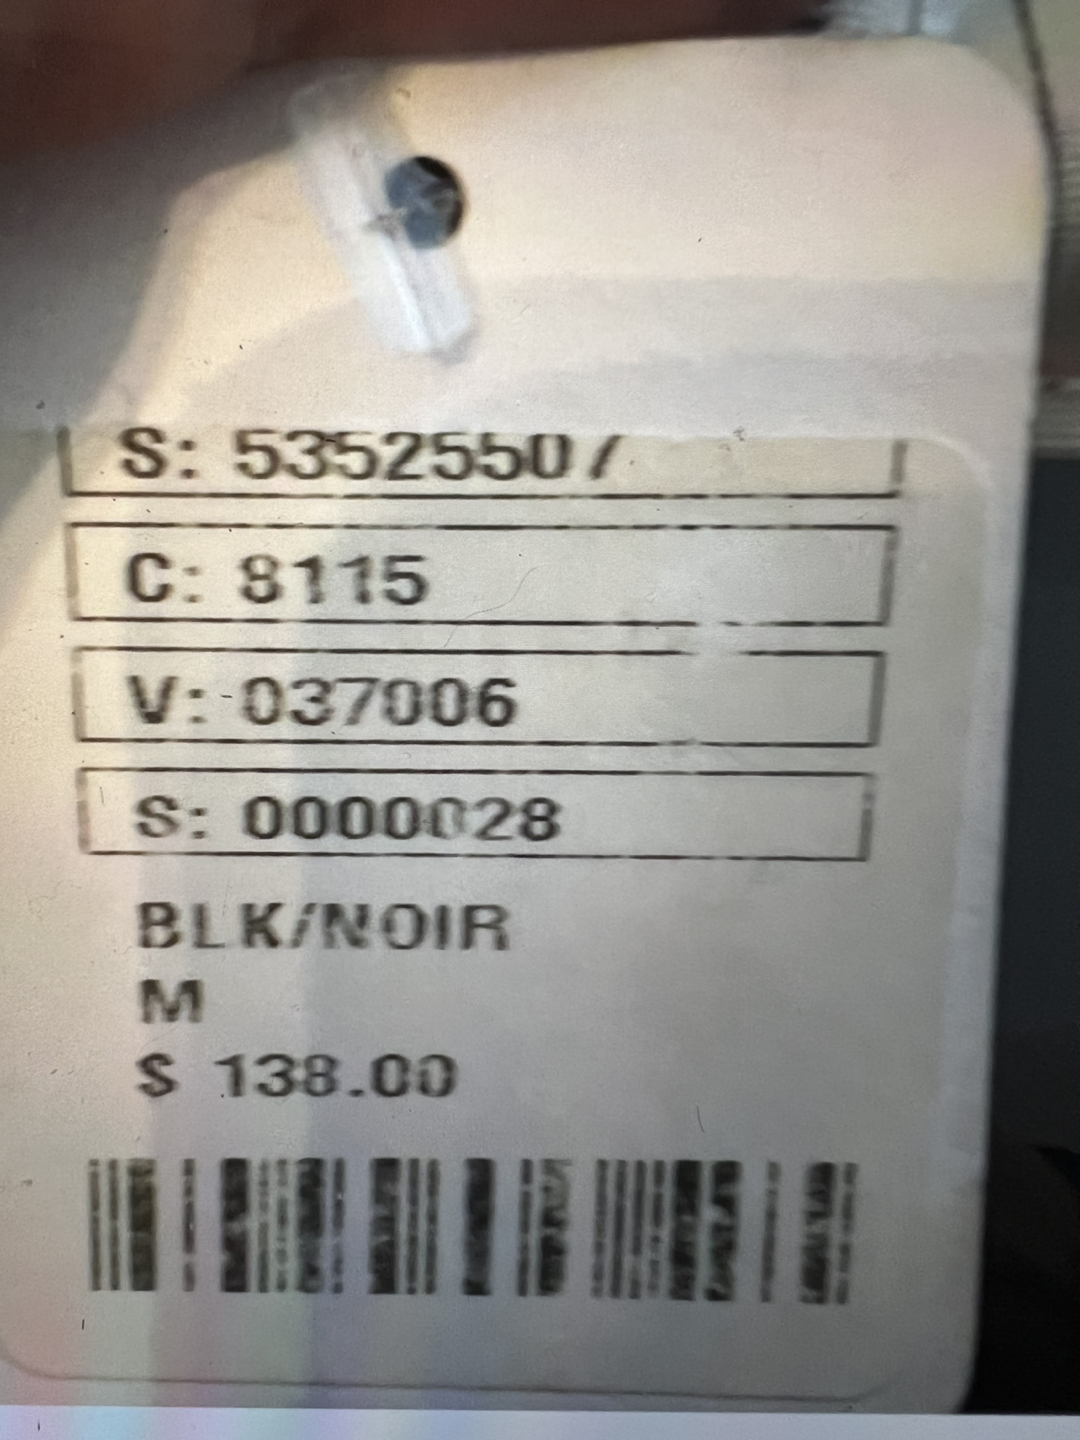 S: 53525507
C: 8115
V: 037006
S: 0000028
BLK/NOIR
M
$ 138.00